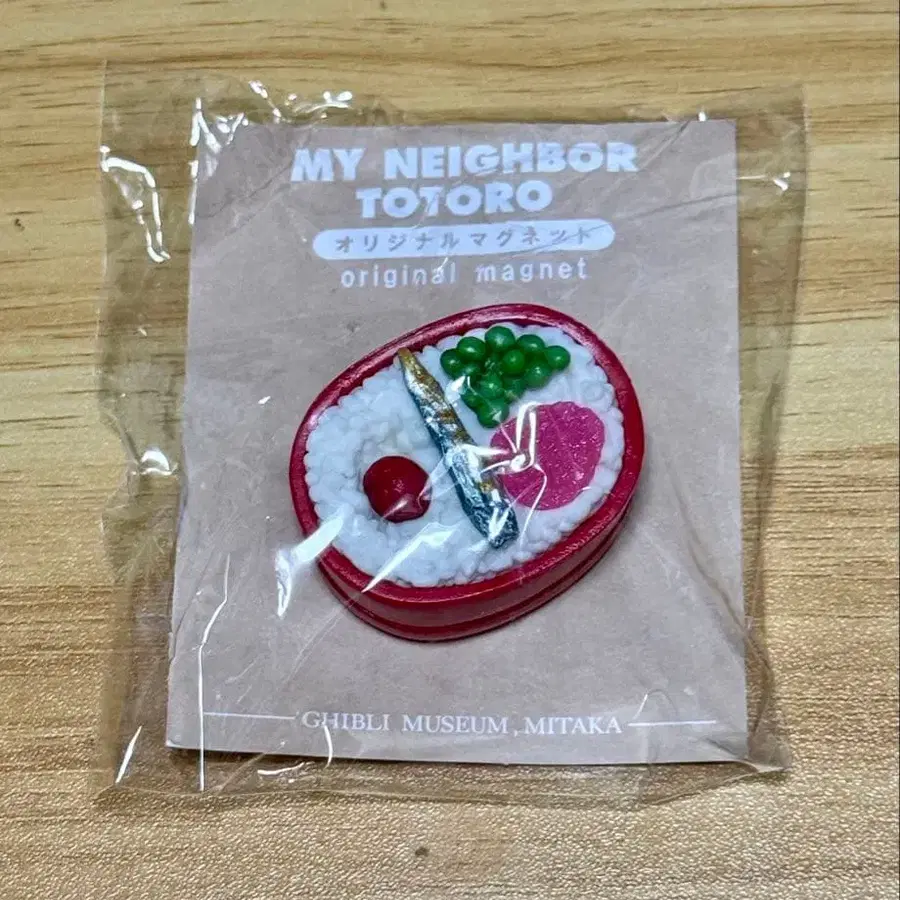 MY NEIGHBOR
TOTORO
オリジナルマグネット
original magnet
GHIBLI MUSEUM, MITAKA